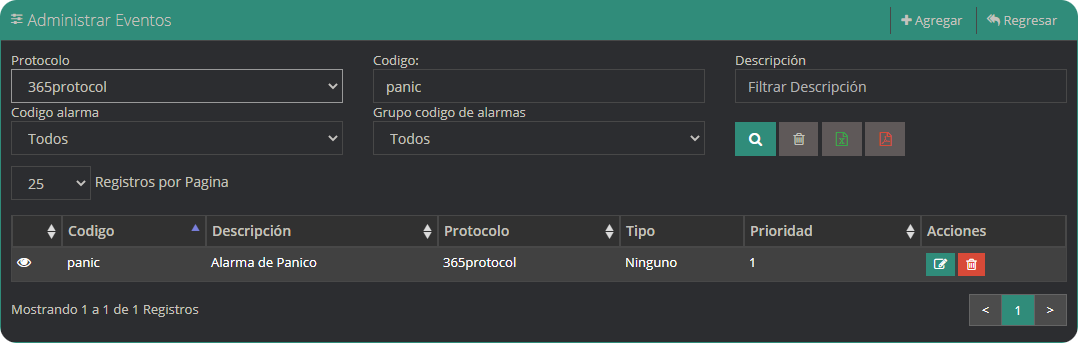 Administrar Eventos
Agregar
Regresar
Protocolo
Codigo:
Descripción
365protocol
panic
Filtrar Descripción
Codigo alarma
Grupo codigo de alarmas
Todos
Todos
25
Registros por Pagina
Codigo
Descripción
Protocolo
Tipo
Prioridad
Acciones
panic
Alarma de Panico
365protocol
Ninguno
1
Mostrando 1 a 1 de 1 Registros
<
1
>